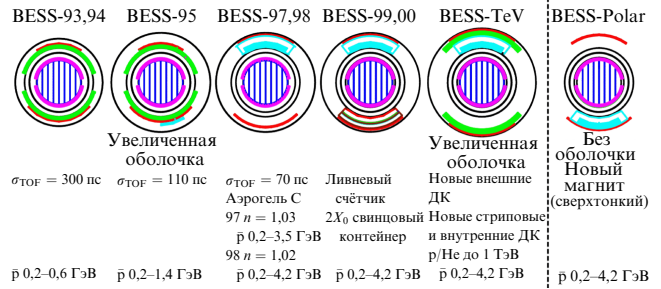 BESS-93,94 BESS-95 BESS-97,98 BESS-99,00 BESS-TeV BESS-Polar
Увеличенная
оболочка
σTOF = 300 пс
σTOF = 110 пс
σTOF = 70 пс
Аэрогель C
97 n = 1,03
p̄ 0,2–3,5 ГэВ
98 n = 1,02
Ливневый
счётчик
2X₀ свинцовый
контейнер
Увеличенная
оболочка
Новые внешние
ДК
Новые стриповые
и внутренние ДК
p/He до 1 ТэВ
Без
оболочки
Новый
магнит
(сверхтонкий)
p̄ 0,2–0,6 ГэВ p̄ 0,2–1,4 ГэВ p̄ 0,2–4,2 ГэВ p̄ 0,2–4,2 ГэВ p̄ 0,2–4,2 ГэВ p̄ 0,2–4,2 ГэВ